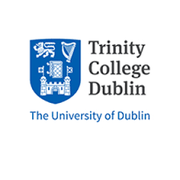 Trinity
College
Dublin
The University of Dublin